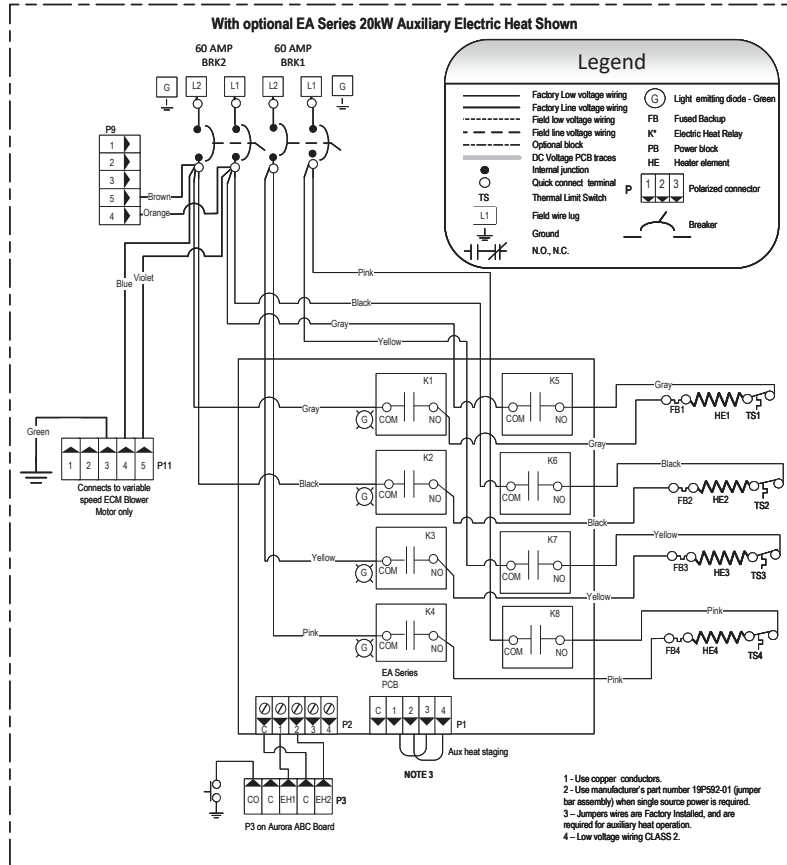 With optional EA Series 20kW Auxiliary Electric Heat Shown
60 AMP
BRK2
60 AMP
BRK1
G
L2
L1
L2
L1
G
Legend
Factory Low voltage wiring
Factory Line voltage wiring
Field low voltage wiring
Field line voltage wiring
Optional block
DC Voltage PCB traces
Internal junction
Quick connect terminal
TS
Thermal Limit Switch
L1
Field wire lug
Ground
N.O., N.C.
G
Light emitting diode - Green
FB
Fused Backup
K*
Electric Heat Relay
PB
Power block
HE
Heater element
P
1 2 3
Polarized connector
Breaker
P9
1
2
3
5
4
Brown
Orange
Blue
Violet
Pink
Black
Gray
Yellow
Green
1 2 3 4 5
P11
Connects to variable
speed ECM Blower
Motor only
K1
Gray
G
COM
NO
K5
COM
NO
Gray
FB1
HE1
TS1
Gray
K2
Black
G
COM
NO
K6
COM
NO
Black
FB2
HE2
TS2
Black
K3
Yellow
G
COM
NO
K7
COM
NO
Yellow
FB3
HE3
TS3
Yellow
K4
Pink
G
COM
NO
K8
COM
NO
Pink
FB4
HE4
TS4
Pink
EA Series
PCB
C 1 2 3 4
P2
C 1 2 3 4
P1
Aux heat staging
NOTE 3
CO C EH1 C EH2
P3
P3 on Aurora ABC Board
1 - Use copper conductors.
2 - Use manufacturer's part number 19P592-01 (jumper
bar assembly) when single source power is required.
3 – Jumpers wires are Factory Installed, and are
required for auxiliary heat operation.
4 – Low voltage wiring CLASS 2.